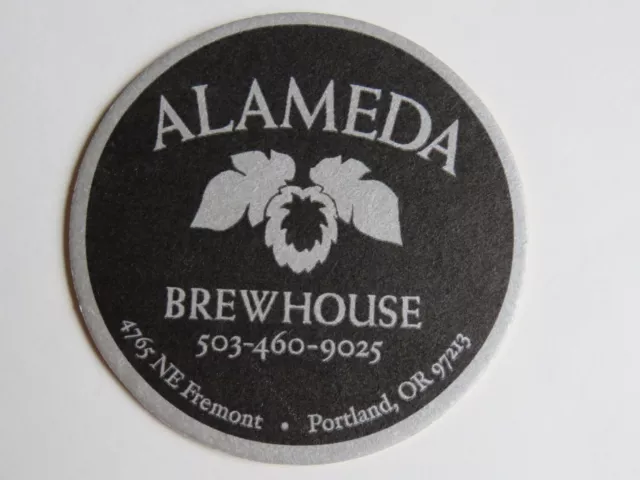 ALAMEDA
BREWHOUSE
503-460-9025
4765 NE Fremont • Portland, OR 97213